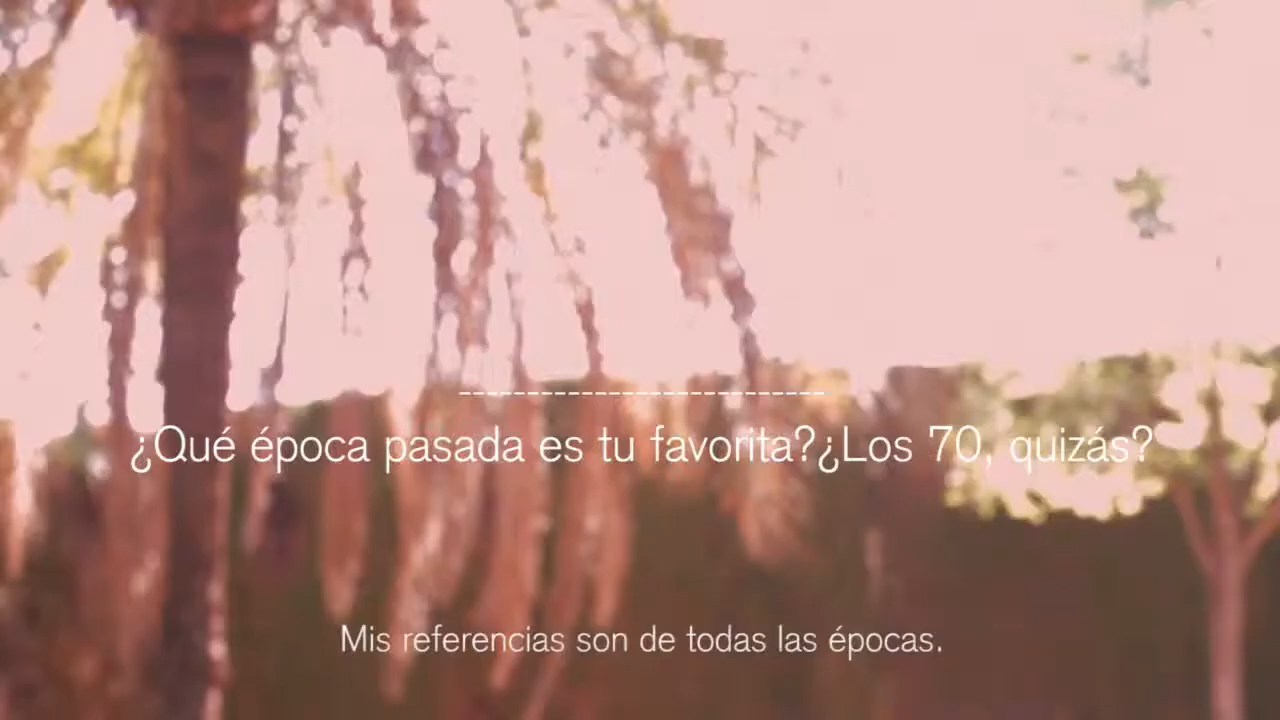 ¿Qué época pasada es tu favorita?¿Los 70, quizás?
Mis referencias son de todas las épocas.